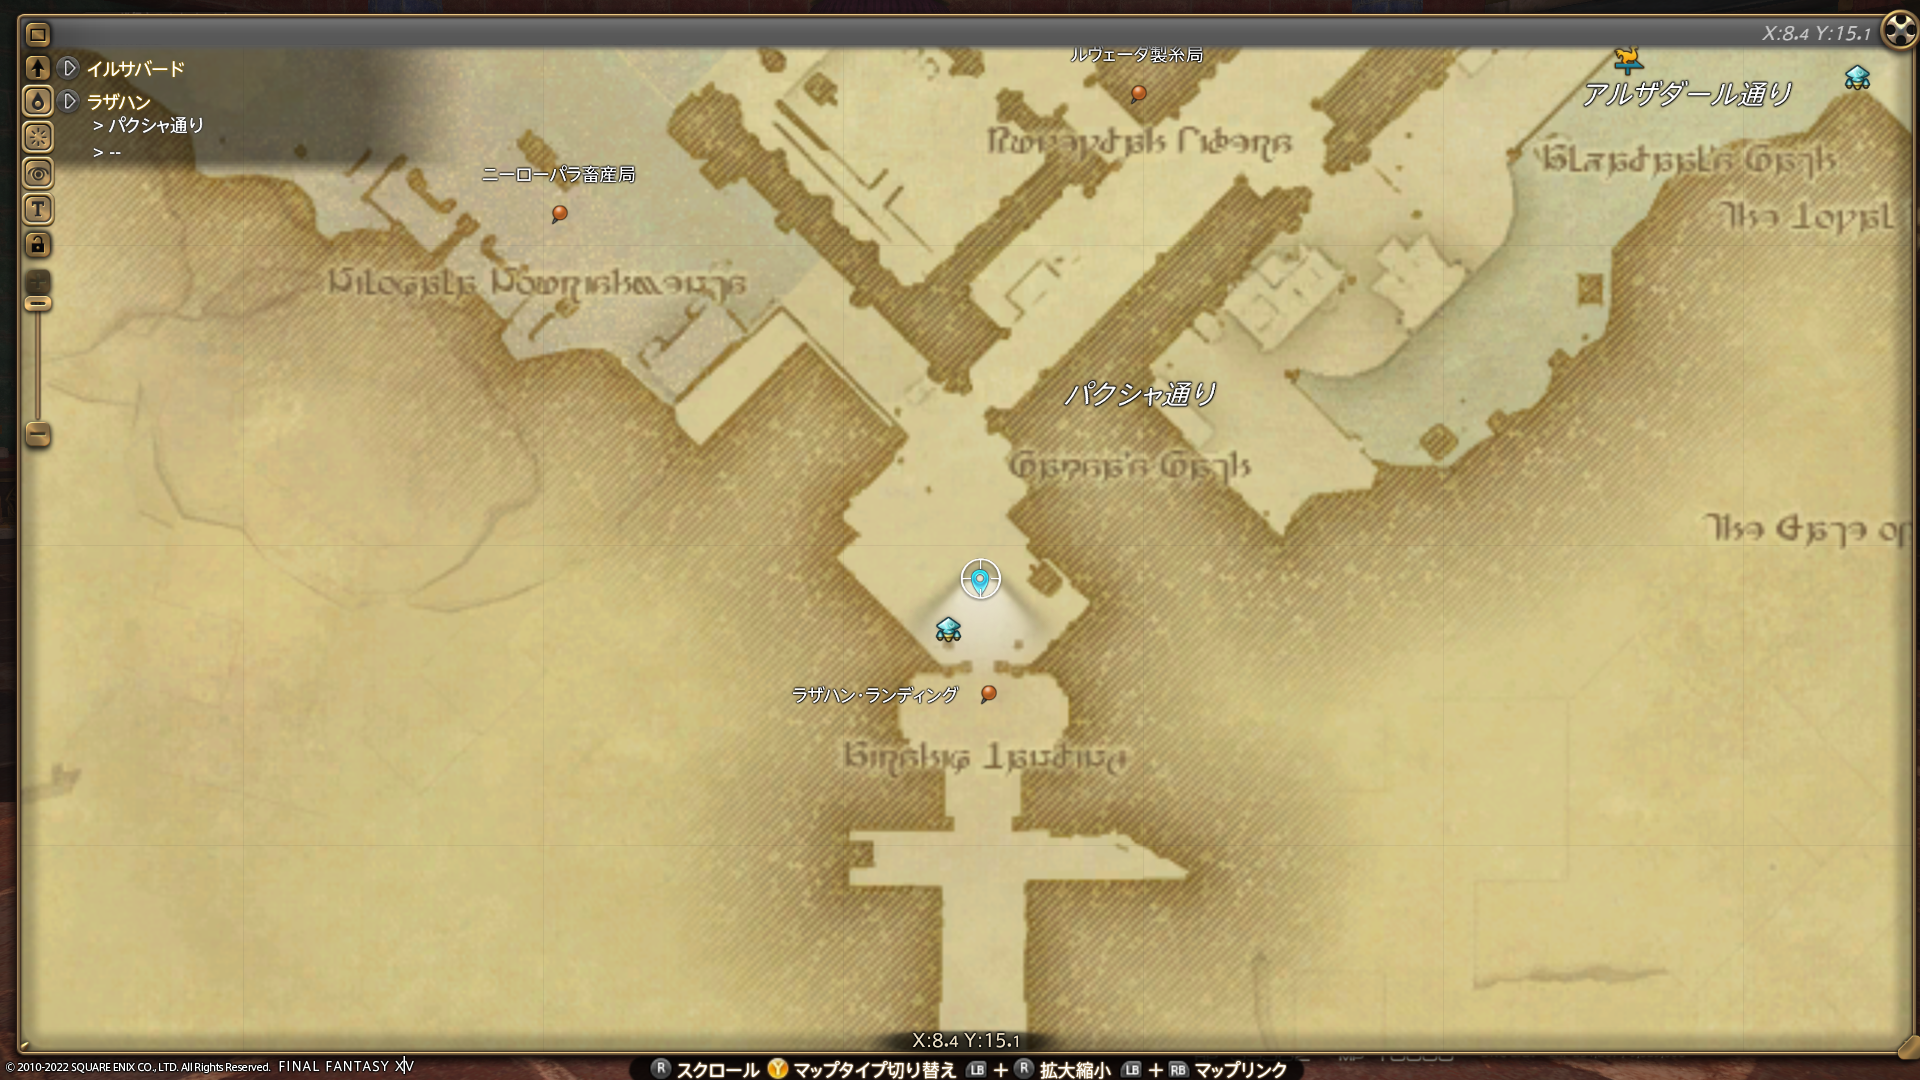 X:8.4 Y:15.1
イルサバード
ラザハン
> パクシャ通り
> --
ルヴェータ製糸局
アルザダール通り
ニーローパラ畜産局
パクシャ通り
ラザハン・ランディング
X:8.4 Y:15.1
© 2010-2022 SQUARE ENIX CO., LTD. All Rights Reserved. FINAL FANTASY XIV
R スクロール Y マップタイプ切り替え LB + R 拡大縮小 LB + RB マップリンク